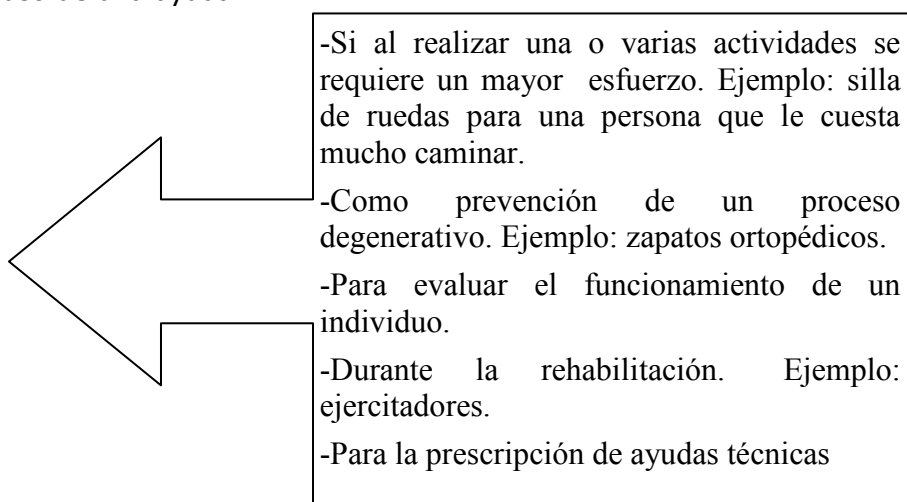 -Si al realizar una o varias actividades se
requiere un mayor esfuerzo. Ejemplo: silla
de ruedas para una persona que le cuesta
mucho caminar.
-Como prevención de un proceso
degenerativo. Ejemplo: zapatos ortopédicos.
-Para evaluar el funcionamiento de un
individuo.
-Durante la rehabilitación. Ejemplo:
ejercitadores.
-Para la prescripción de ayudas técnicas